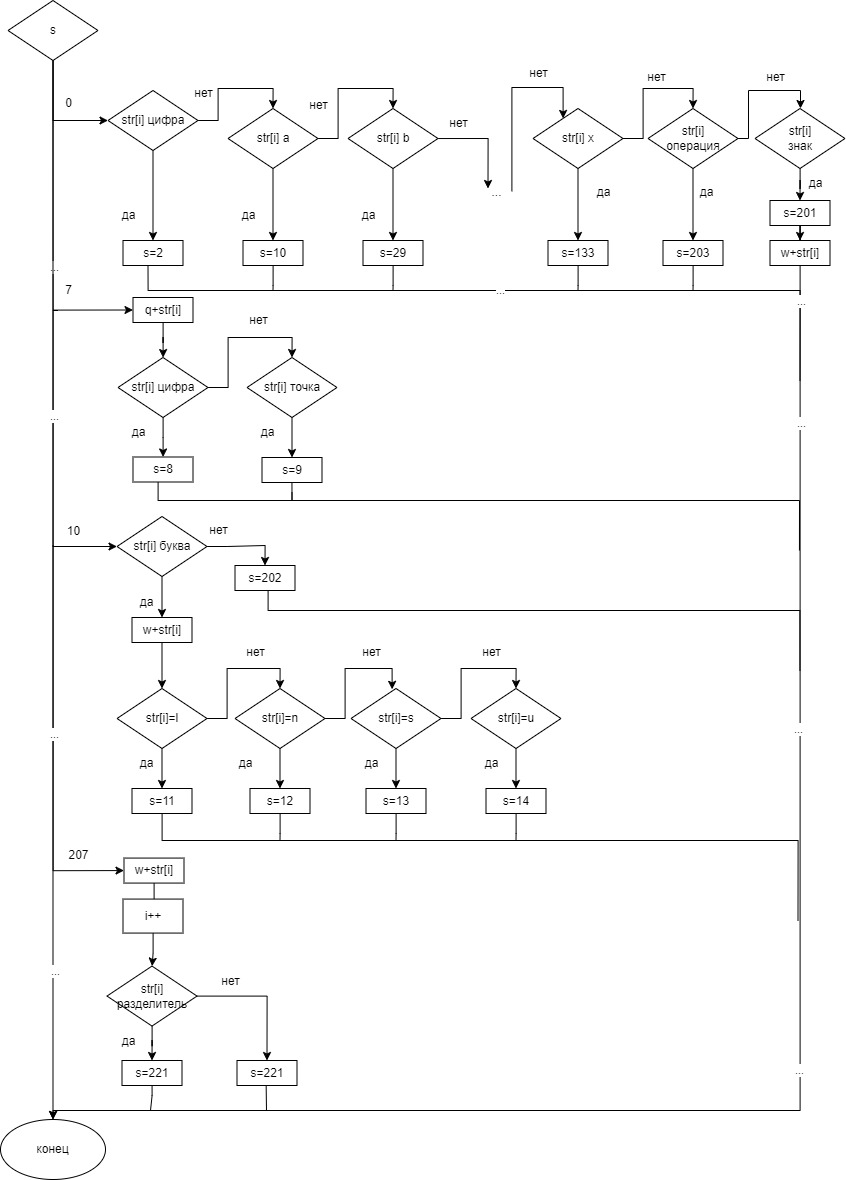 s
0
нет
нет
нет
нет
нет
нет
str[i] цифра
str[i] a
str[i] b
...
str[i] x
str[i]
операция
str[i]
знак
да
да
да
да
да
да
s=201
s=2
s=10
s=29
s=133
s=203
w+str[i]
...
7
...
...
q+str[i]
нет
str[i] цифра
str[i] точка
...
...
да
да
s=8
s=9
10
нет
str[i] буква
s=202
да
w+str[i]
нет
нет
нет
str[i]=l
str[i]=n
str[i]=s
str[i]=u
...
...
да
да
да
да
s=11
s=12
s=13
s=14
207
w+str[i]
i++
...
нет
str[i]
разделитель
да
s=221
s=221
...
конец